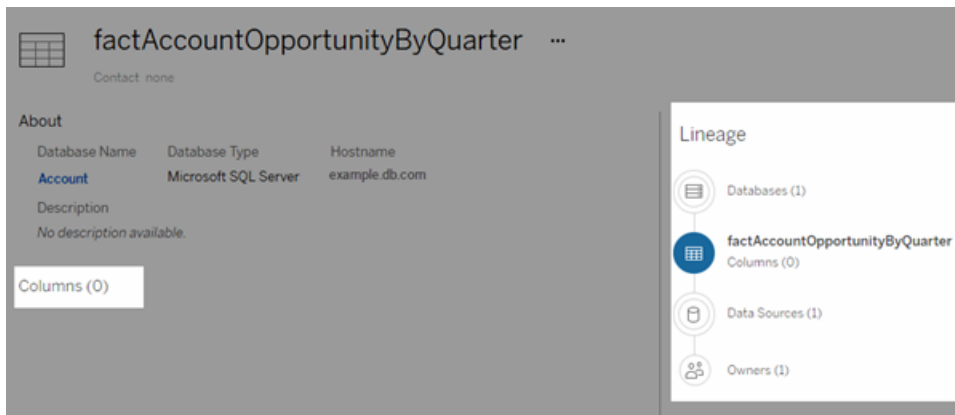 factAccountOpportunityByQuarter ...
Contact none
About
Database Name Database Type Hostname
Account Microsoft SQL Server example.db.com
Description
No description available.
Columns (0)
Lineage
Databases (1)
factAccountOpportunityByQuarter
Columns (0)
Data Sources (1)
Owners (1)